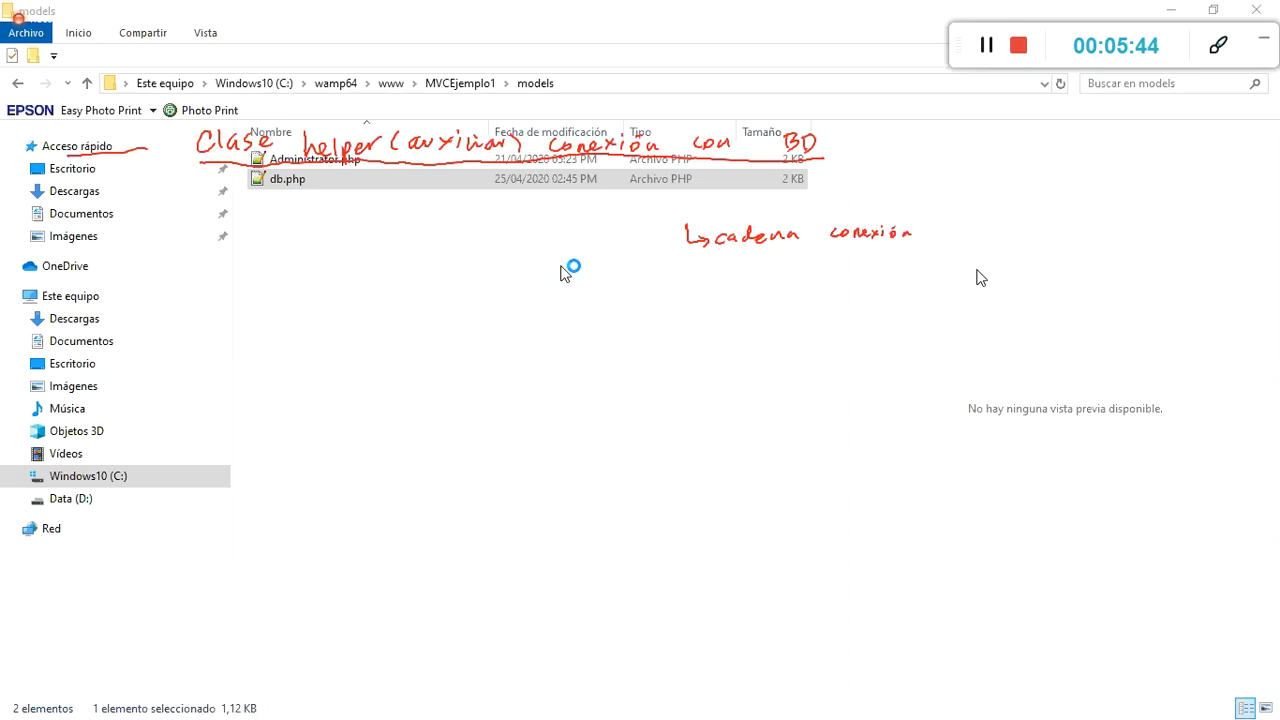 models
Archivo Inicio Compartir Vista
00:05:44
Este equipo Windows10 (C:) wamp64 www MVCEjemplo1 models Buscar en models
EPSON Easy Photo Print Photo Print
Nombre Fecha de modificación Tipo Tamaño
Clase helper (auxiliar) conexión con BD
Administrator.php 21/04/2020 03:23 PM Archivo PHP 2 KB
db.php 25/04/2020 02:45 PM Archivo PHP 2 KB
cadena conexión
Acceso rápido
Escritorio
Descargas
Documentos
Imágenes
OneDrive
Este equipo
Descargas
Documentos
Escritorio
Imágenes
Música
Objetos 3D
Vídeos
Windows10 (C:)
Data (D:)
Red
No hay ninguna vista previa disponible.
2 elementos 1 elemento seleccionado 1,12 KB